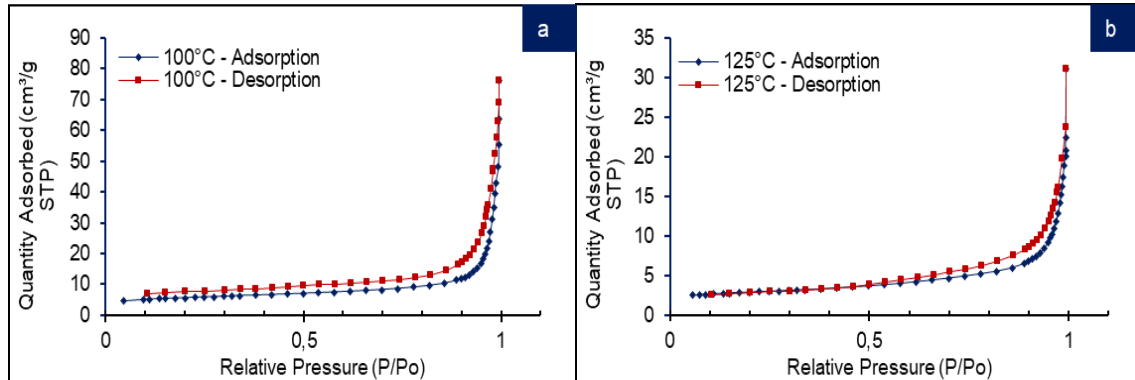 a
90
80
70
60
50
40
30
20
10
0
Quantity Adsorbed (cm³/g
STP)
100°C - Adsorption
100°C - Desorption
0
0,5
1
Relative Pressure (P/Po)
b
35
30
25
20
15
10
5
0
Quantity Adsorbed (cm³/g
STP)
125°C - Adsorption
125°C - Desorption
0
0,5
1
Relative Pressure (P/Po)